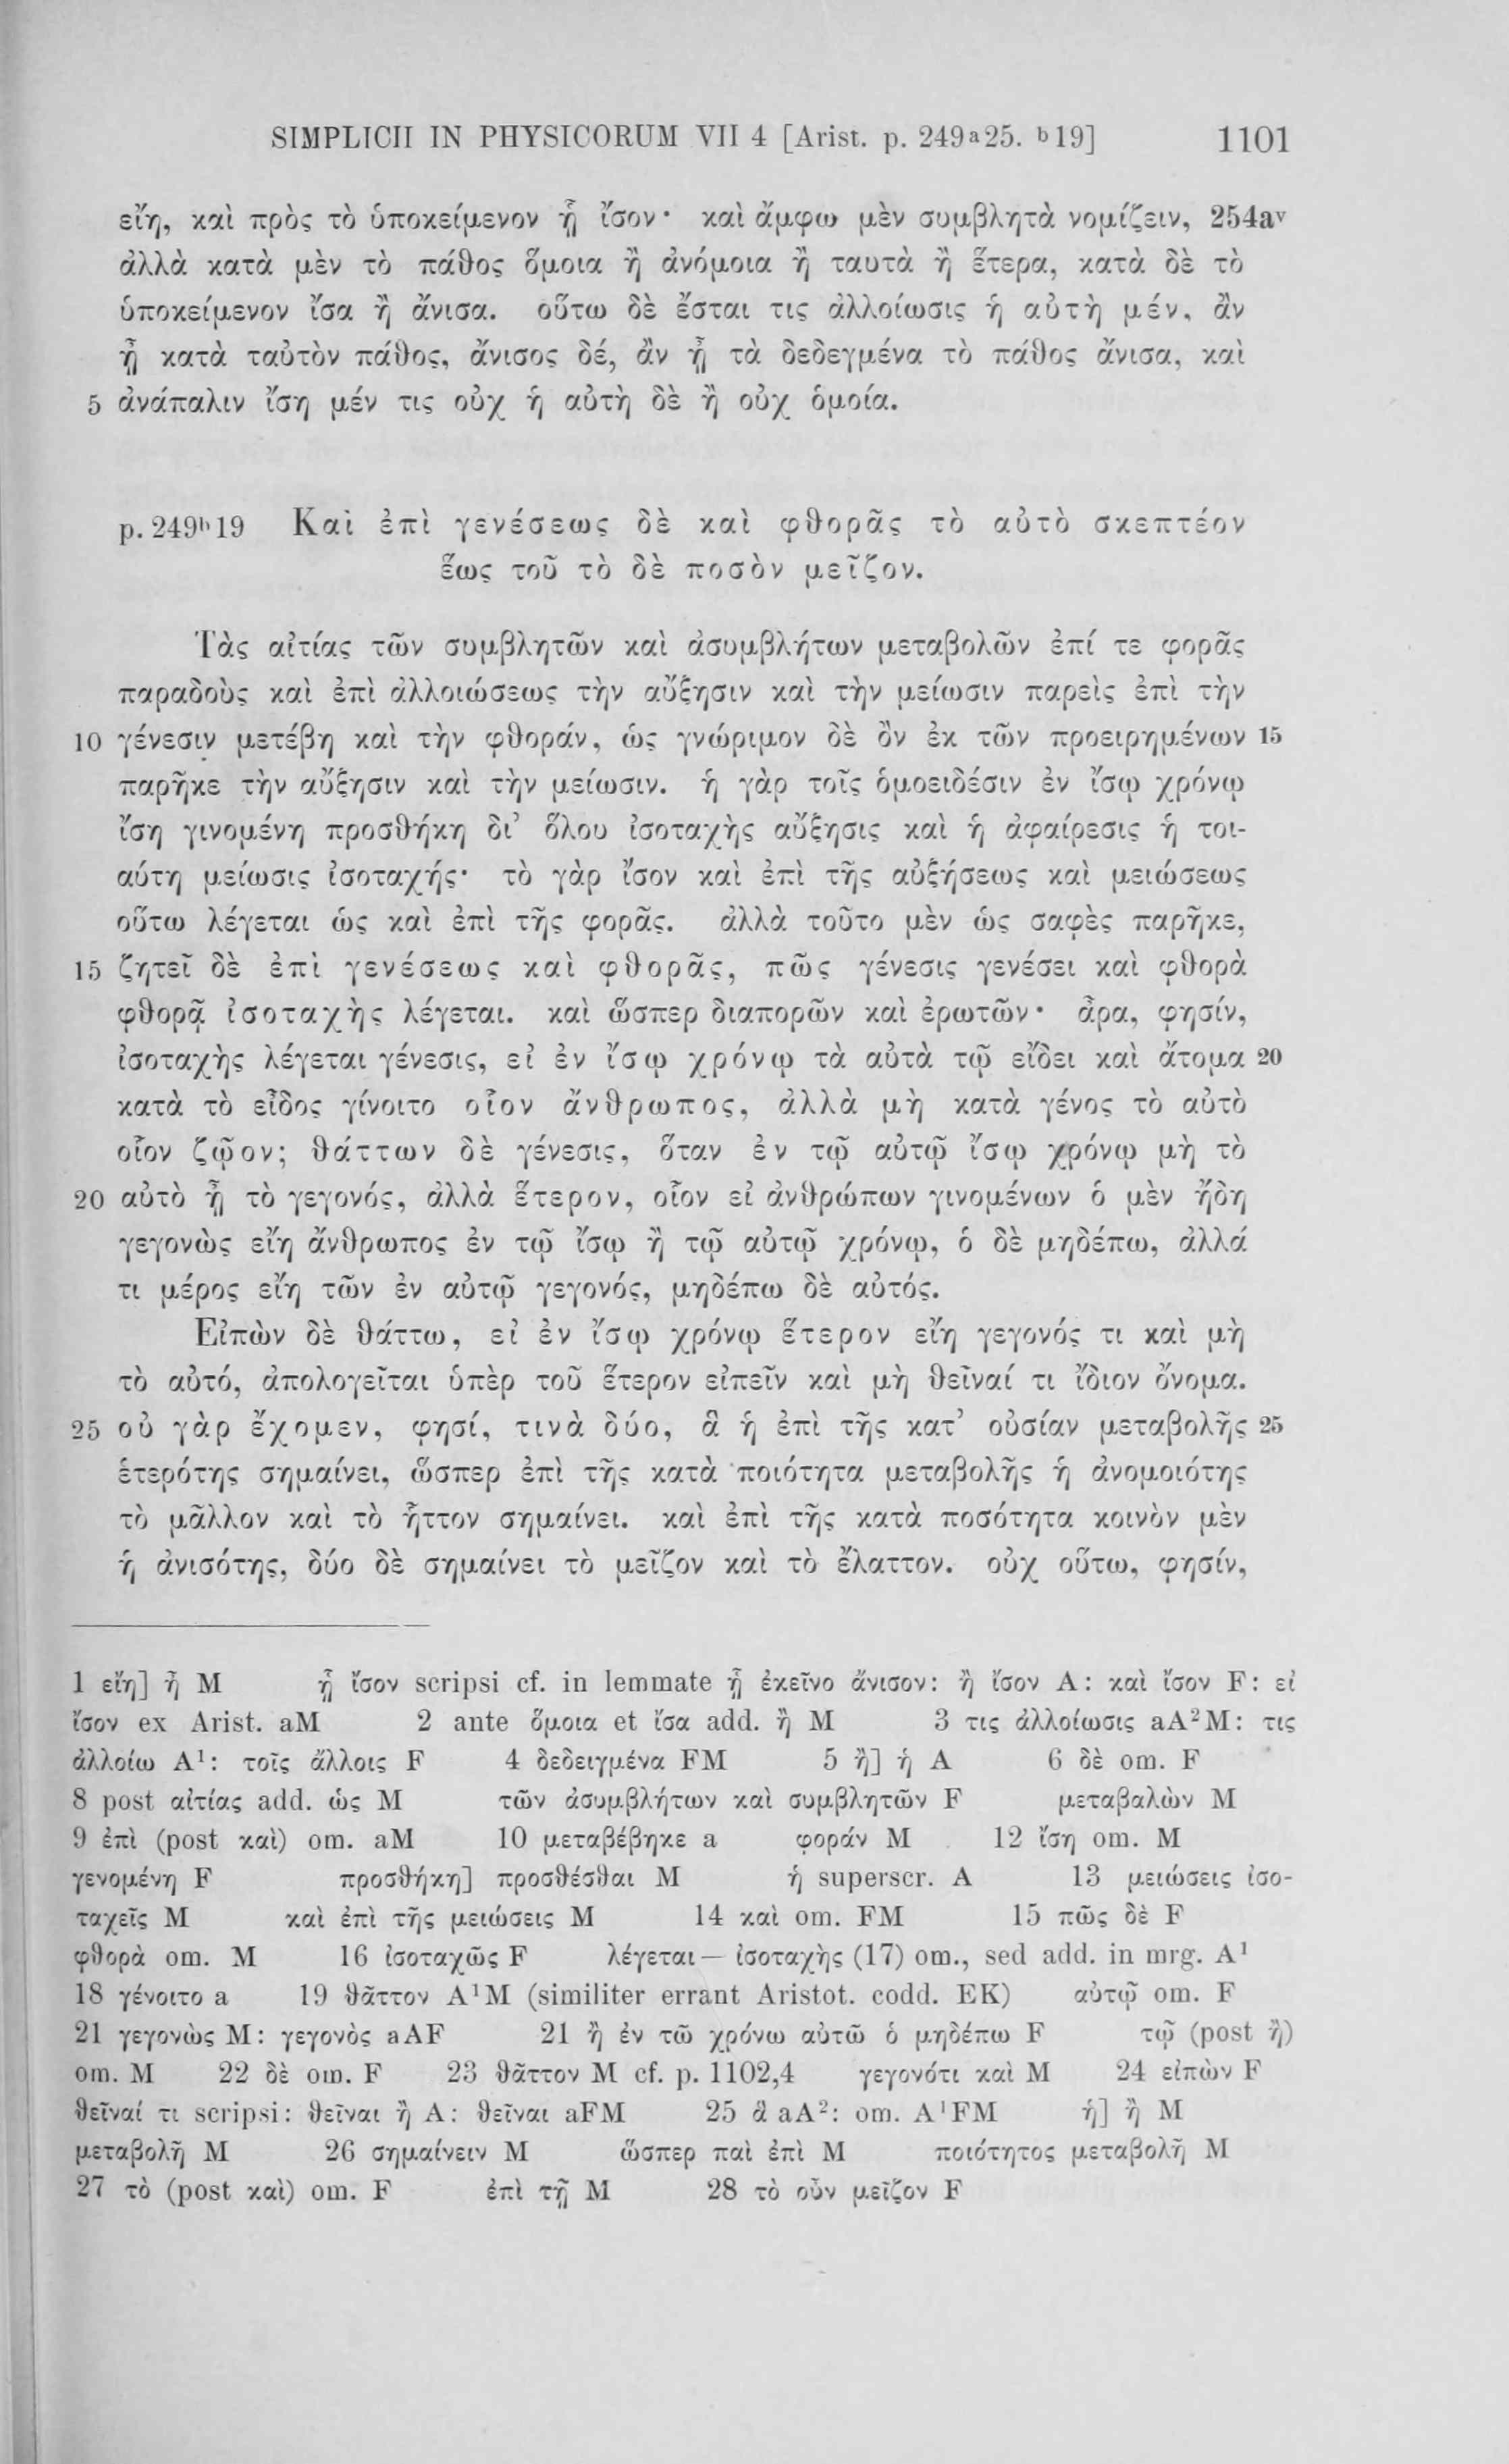 SIMPLICII IN PHYSICORUM VII 4 [Arist. p. 249a25. b19] 1101
εἴη, καὶ πρὸς τὸ ὑποκείμενον ᾖ ἴσον· καὶ ἄμφω μὲν συμβλητὰ νομίζειν, 254av
ἀλλὰ κατὰ μὲν τὸ πάθος ὅμοια ἢ ἀνόμοια ἢ ταυτὰ ἢ ἕτερα, κατὰ δὲ τὸ
ὑποκείμενον ἴσα ἢ ἄνισα. οὕτω δὲ ἔσται τις ἀλλοίωσις ἡ αὐτὴ μέν, ἂν
ᾖ κατὰ ταὐτὸν πάθος, ἄνισος δέ, ἂν ᾖ τὰ δεδεγμένα τὸ πάθος ἄνισα, καὶ
5 ἀνάπαλιν ἴση μέν τις οὐχ ἡ αὐτὴ δὲ ἢ οὐχ ὁμοία.
p. 249b19 Καὶ ἐπὶ γενέσεως δὲ καὶ φθορᾶς τὸ αὐτὸ σκεπτέον
ἕως τοῦ τὸ δὲ ποσὸν μεῖζον.
Τὰς αἰτίας τῶν συμβλητῶν καὶ ἀσυμβλήτων μεταβολῶν ἐπί τε φορᾶς
παραδοὺς καὶ ἐπὶ ἀλλοιώσεως τὴν αὔξησιν καὶ τὴν μείωσιν παρεὶς ἐπὶ τὴν
10 γένεσιν μετέβη καὶ τὴν φθοράν, ὡς γνώριμον δὲ ὂν ἐκ τῶν προειρημένων 15
παρῆκε τὴν αὔξησιν καὶ τὴν μείωσιν. ἡ γὰρ τοῖς ὁμοειδέσιν ἐν ἴσῳ χρόνῳ
ἴση γινομένη προσθήκη δι’ ὅλου ἰσοταχὴς αὔξησις καὶ ἡ ἀφαίρεσις ἡ τοι-
αύτη μείωσις ἰσοταχής· τὸ γὰρ ἴσον καὶ ἐπὶ τῆς αὐξήσεως καὶ μειώσεως
οὕτω λέγεται ὡς καὶ ἐπὶ τῆς φορᾶς. ἀλλὰ τοῦτο μὲν ὡς σαφὲς παρῆκε,
15 ζητεῖ δὲ ἐπὶ γενέσεως καὶ φθορᾶς, πῶς γένεσις γενέσει καὶ φθορὰ
φθορᾷ ἰσοταχὴς λέγεται. καὶ ὥσπερ διαπορῶν καὶ ἐρωτῶν· ἆρα, φησίν,
ἰσοταχὴς λέγεται γένεσις, εἰ ἐν ἴσῳ χρόνῳ τὰ αὐτὰ τῷ εἴδει καὶ ἄτομα 20
κατὰ τὸ εἶδος γίνοιτο οἷον ἄνθρωπος, ἀλλὰ μὴ κατὰ γένος τὸ αὐτὸ
οἷον ζῷον; θάττων δὲ γένεσις, ὅταν ἐν τῷ αὐτῷ ἴσῳ χρόνῳ μὴ τὸ
20 αὐτὸ ᾖ τὸ γεγονός, ἀλλὰ ἕτερον, οἷον εἰ ἀνθρώπων γινομένων ὁ μὲν ἤδη
γεγονὼς εἴη ἄνθρωπος ἐν τῷ ἴσῳ ἢ τῷ αὐτῷ χρόνῳ, ὁ δὲ μηδέπω, ἀλλά
τι μέρος εἴη τῶν ἐν αὐτῷ γεγονός, μηδέπω δὲ αὐτός.
Εἰπὼν δὲ θάττω, εἰ ἐν ἴσῳ χρόνῳ ἕτερον εἴη γεγονός τι καὶ μὴ
τὸ αὐτό, ἀπολογεῖται ὑπὲρ τοῦ ἕτερον εἰπεῖν καὶ μὴ θεῖναί τι ἴδιον ὄνομα.
25 οὐ γὰρ ἔχομεν, φησί, τινὰ δύο, ἃ ἡ ἐπὶ τῆς κατ’ οὐσίαν μεταβολῆς 25
ἑτερότης σημαίνει, ὥσπερ ἐπὶ τῆς κατὰ ποιότητα μεταβολῆς ἡ ἀνομοιότης
τὸ μᾶλλον καὶ τὸ ἧττον σημαίνει. καὶ ἐπὶ τῆς κατὰ ποσότητα κοινὸν μὲν
ἡ ἀνισότης, δύο δὲ σημαίνει τὸ μεῖζον καὶ τὸ ἔλαττον. οὐχ οὕτω, φησίν,
1 εἴη] ἦ M ᾖ ἴσον scripsi cf. in lemmate ᾖ ἐκεῖνο ἄνισον: ἢ ἴσον A: καὶ ἴσον F: εἰ
ἴσον ex Arist. aM 2 ante ὅμοια et ἴσα add. ἢ M 3 τις ἀλλοίωσις aA²M: τις
ἀλλοίω A¹: τοῖς ἄλλοις F 4 δεδειγμένα FM 5 ἢ] ἡ A 6 δὲ om. F
8 post αἰτίας add. ὡς M τῶν ἀσυμβλήτων καὶ συμβλητῶν F μεταβαλὼν M
9 ἐπὶ (post καὶ) om. aM 10 μεταβέβηκε a φοράν M 12 ἴση om. M
γενομένη F προσθήκη] προσθέσθαι M ἡ superscr. A 13 μειώσεις ἰσο-
ταχεῖς M καὶ ἐπὶ τῆς μειώσεις M 14 καὶ om. FM 15 πῶς δὲ F
φθορὰ om. M 16 ἰσοταχῶς F λέγεται — ἰσοταχὴς (17) om., sed add. in mrg. A¹
18 γένοιτο a 19 θᾶττον A¹M (similiter errant Aristot. codd. EK) αὐτῷ om. F
21 γεγονὼς M: γεγονὸς aAF 21 ἢ ἐν τῶ χρόνω αὐτῶ ὁ μηδέπω F τῷ (post ἢ)
om. M 22 δὲ om. F 23 θᾶττον M cf. p. 1102,4 γεγονότι καὶ M 24 εἰπὼν F
θεῖναί τι scripsi: θεῖναι ἢ A: θεῖναι aFM 25 ἃ aA²: om. A¹FM ἡ] ἢ M
μεταβολῆ M 26 σημαίνειν M ὥσπερ παὶ ἐπὶ M ποιότητος μεταβολῆ M
27 τὸ (post καὶ) om. F ἐπὶ τῇ M 28 τὸ οὖν μεῖζον F